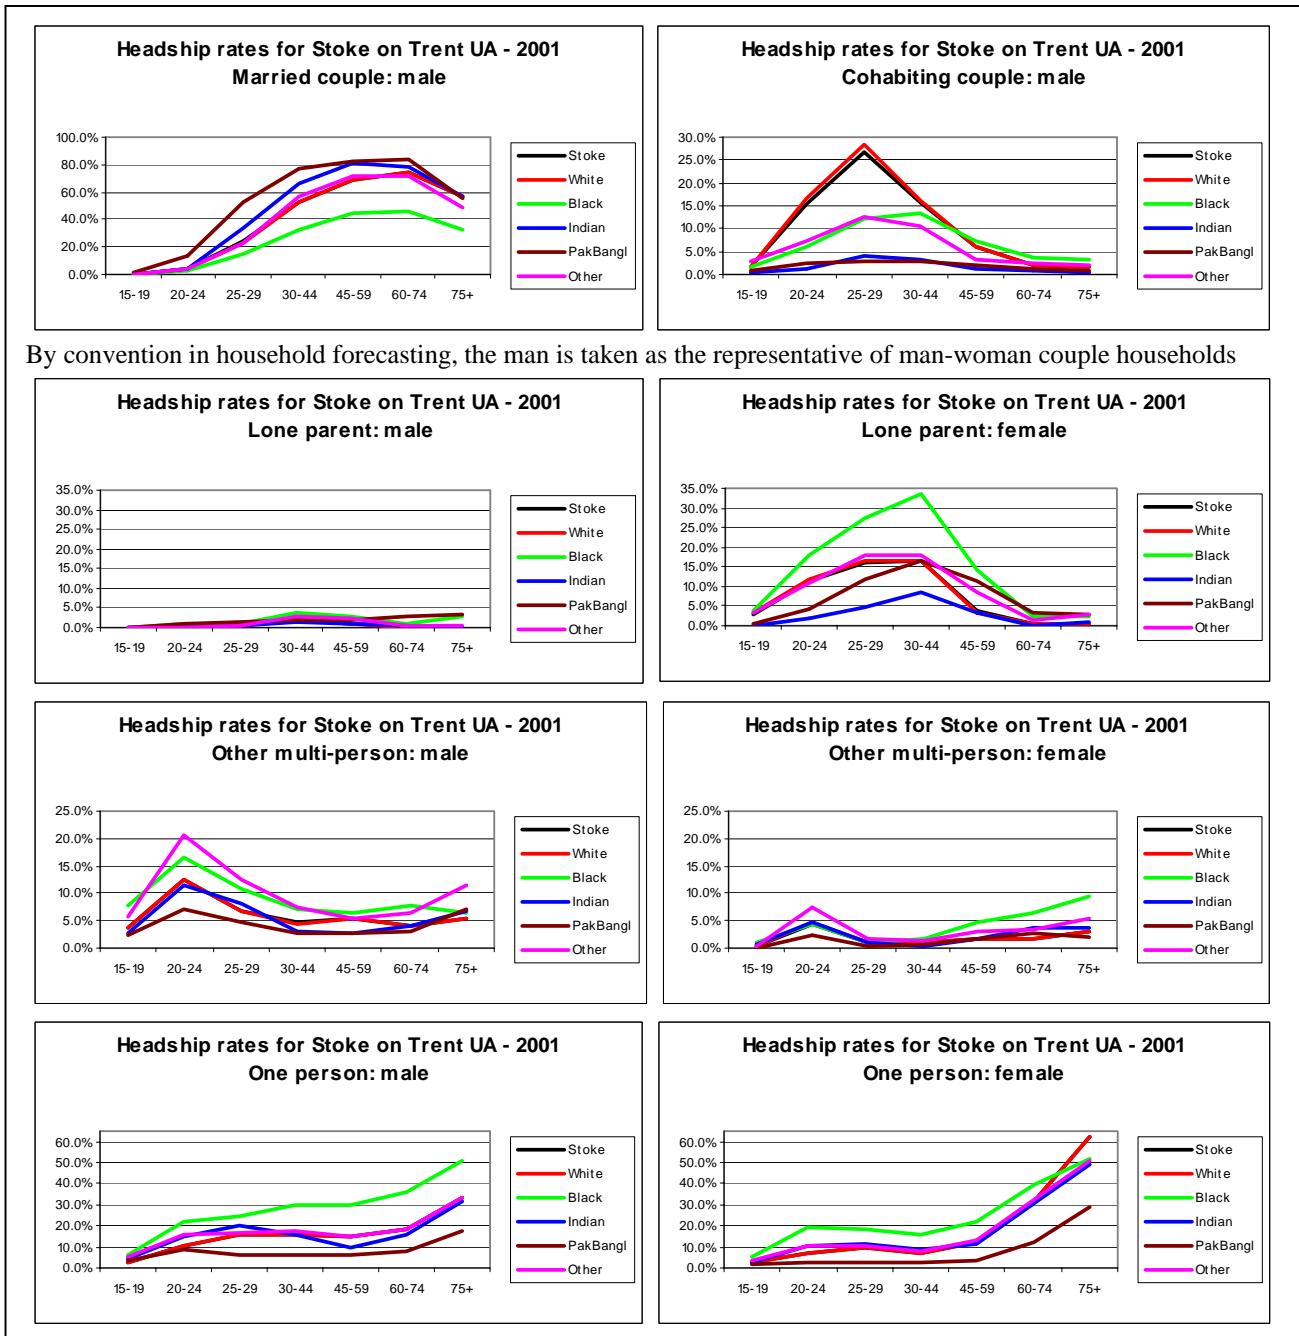 Headship rates for Stoke on Trent UA - 2001
Married couple: male
100.0%
80.0%
60.0%
40.0%
20.0%
0.0%
15-19 20-24 25-29 30-44 45-59 60-74 75+
Stoke
White
Black
Indian
PakBangl
Other
Headship rates for Stoke on Trent UA - 2001
Cohabiting couple: male
30.0%
25.0%
20.0%
15.0%
10.0%
5.0%
0.0%
15-19 20-24 25-29 30-44 45-59 60-74 75+
Stoke
White
Black
Indian
PakBangl
Other
By convention in household forecasting, the man is taken as the representative of man-woman couple households
Headship rates for Stoke on Trent UA - 2001
Lone parent: male
35.0%
30.0%
25.0%
20.0%
15.0%
10.0%
5.0%
0.0%
15-19 20-24 25-29 30-44 45-59 60-74 75+
Stoke
White
Black
Indian
PakBangl
Other
Headship rates for Stoke on Trent UA - 2001
Lone parent: female
35.0%
30.0%
25.0%
20.0%
15.0%
10.0%
5.0%
0.0%
15-19 20-24 25-29 30-44 45-59 60-74 75+
Stoke
White
Black
Indian
PakBangl
Other
Headship rates for Stoke on Trent UA - 2001
Other multi-person: male
25.0%
20.0%
15.0%
10.0%
5.0%
0.0%
15-19 20-24 25-29 30-44 45-59 60-74 75+
Stoke
White
Black
Indian
PakBangl
Other
Headship rates for Stoke on Trent UA - 2001
Other multi-person: female
25.0%
20.0%
15.0%
10.0%
5.0%
0.0%
15-19 20-24 25-29 30-44 45-59 60-74 75+
Stoke
White
Black
Indian
PakBangl
Other
Headship rates for Stoke on Trent UA - 2001
One person: male
60.0%
50.0%
40.0%
30.0%
20.0%
10.0%
0.0%
15-19 20-24 25-29 30-44 45-59 60-74 75+
Stoke
White
Black
Indian
PakBangl
Other
Headship rates for Stoke on Trent UA - 2001
One person: female
60.0%
50.0%
40.0%
30.0%
20.0%
10.0%
0.0%
15-19 20-24 25-29 30-44 45-59 60-74 75+
Stoke
White
Black
Indian
PakBangl
Other